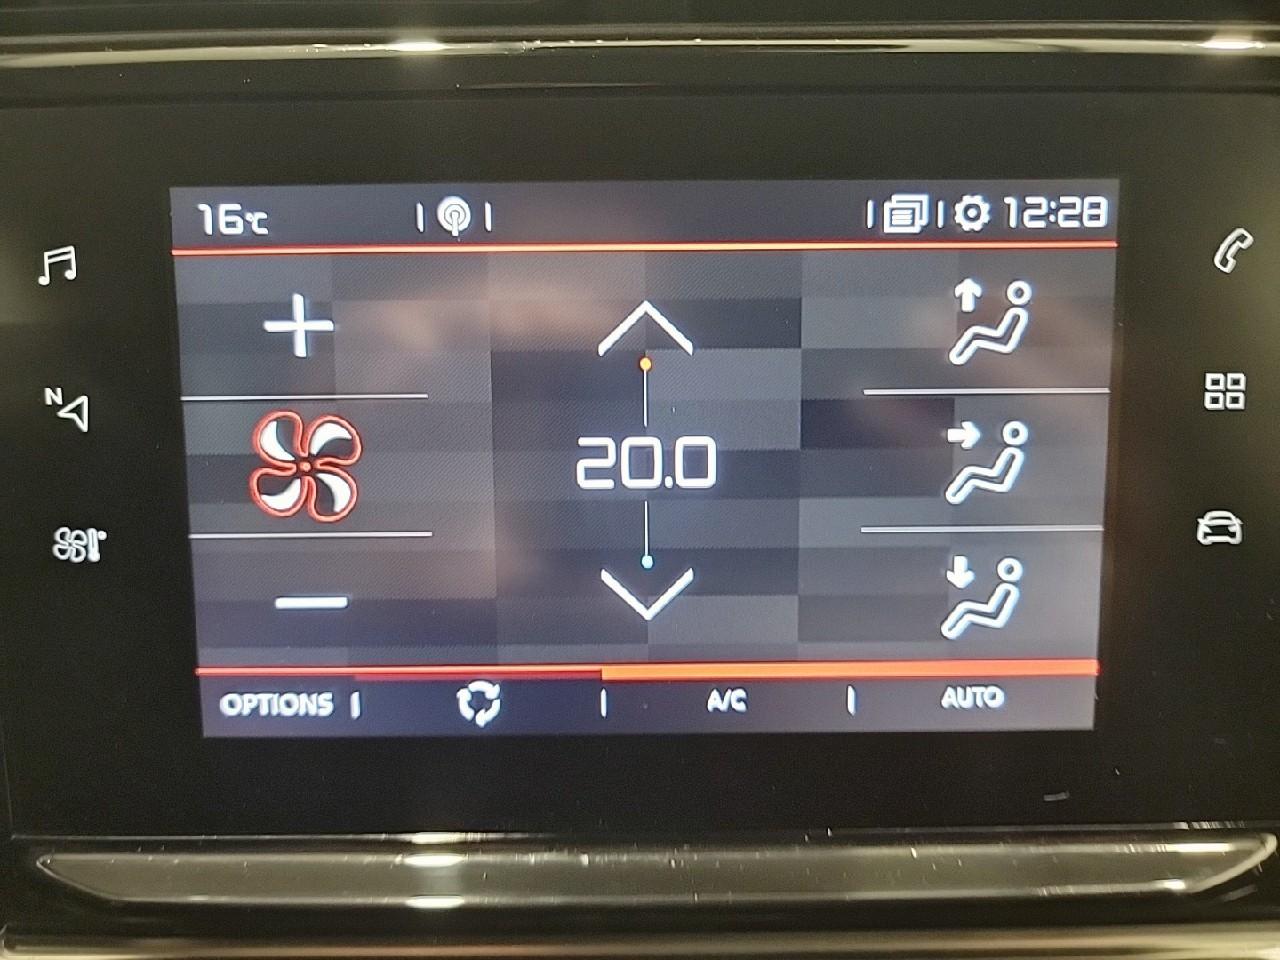 16°C 12:28
N
20.0
OPTIONS A/C AUTO